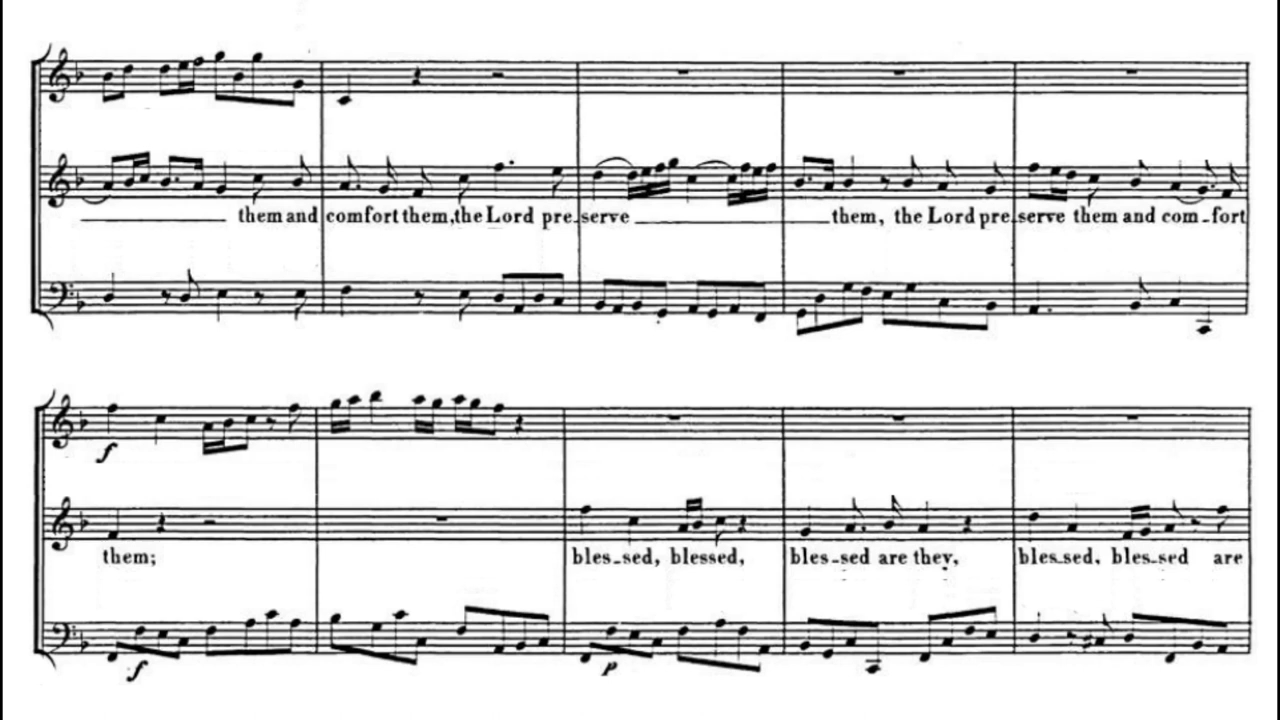 them and comfort them, the Lord pre-serve them, the Lord pre-serve them and com-fort
f
them; bles-sed, blessed, bles-sed are they, bles-sed, bles-sed are
f p